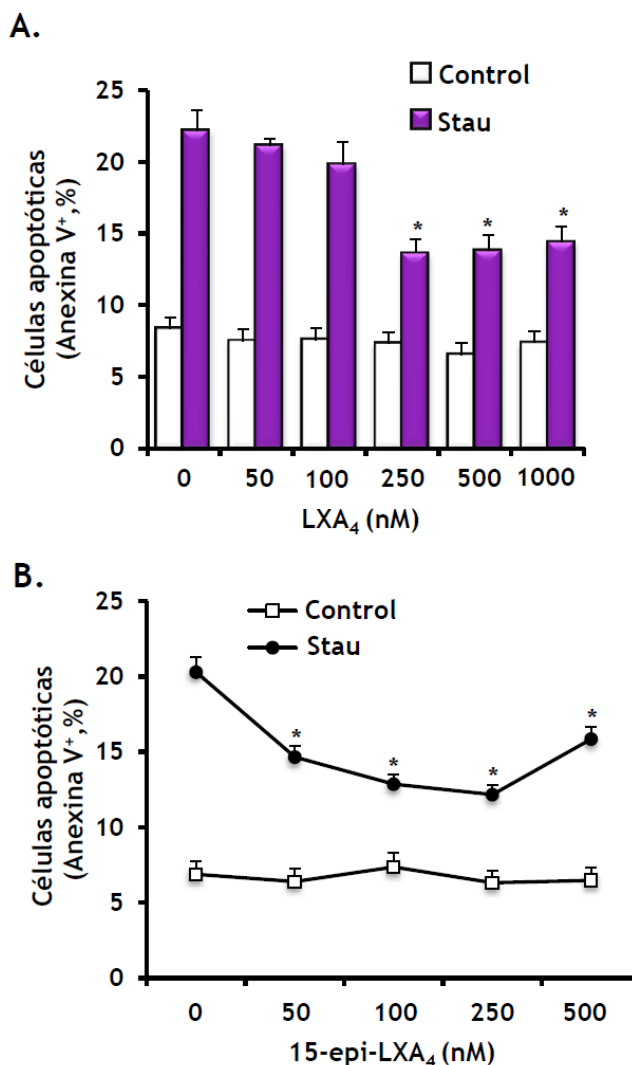 A.
Control
Stau
Células apoptóticas
(Anexina V⁺,%)
25
20
15
10
5
0
*
*
*
0 50 100 250 500 1000
LXA₄ (nM)
B.
Control
Stau
Células apoptóticas
(Anexina V⁺,%)
25
20
15
10
5
0
*
*
*
*
0 50 100 250 500
15-epi-LXA₄ (nM)